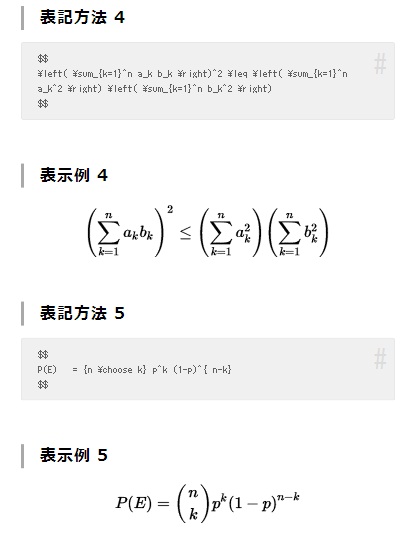 表記方法 4
#
$$
¥left( ¥sum_{k=1}^n a_k b_k ¥right)^2 ¥leq ¥left( ¥sum_{k=1}^n
a_k^2 ¥right) ¥left( ¥sum_{k=1}^n b_k^2 ¥right)
$$
表示例 4
\left( \sum_{k=1}^{n} a_k b_k \right)^2 \leq \left( \sum_{k=1}^{n} a_k^2 \right) \left( \sum_{k=1}^{n} b_k^2 \right)
表記方法 5
#
$$
P(E)   = {n ¥choose k} p^k (1-p)^{ n-k}
$$
表示例 5
P(E) = \binom{n}{k} p^k (1 - p)^{n-k}